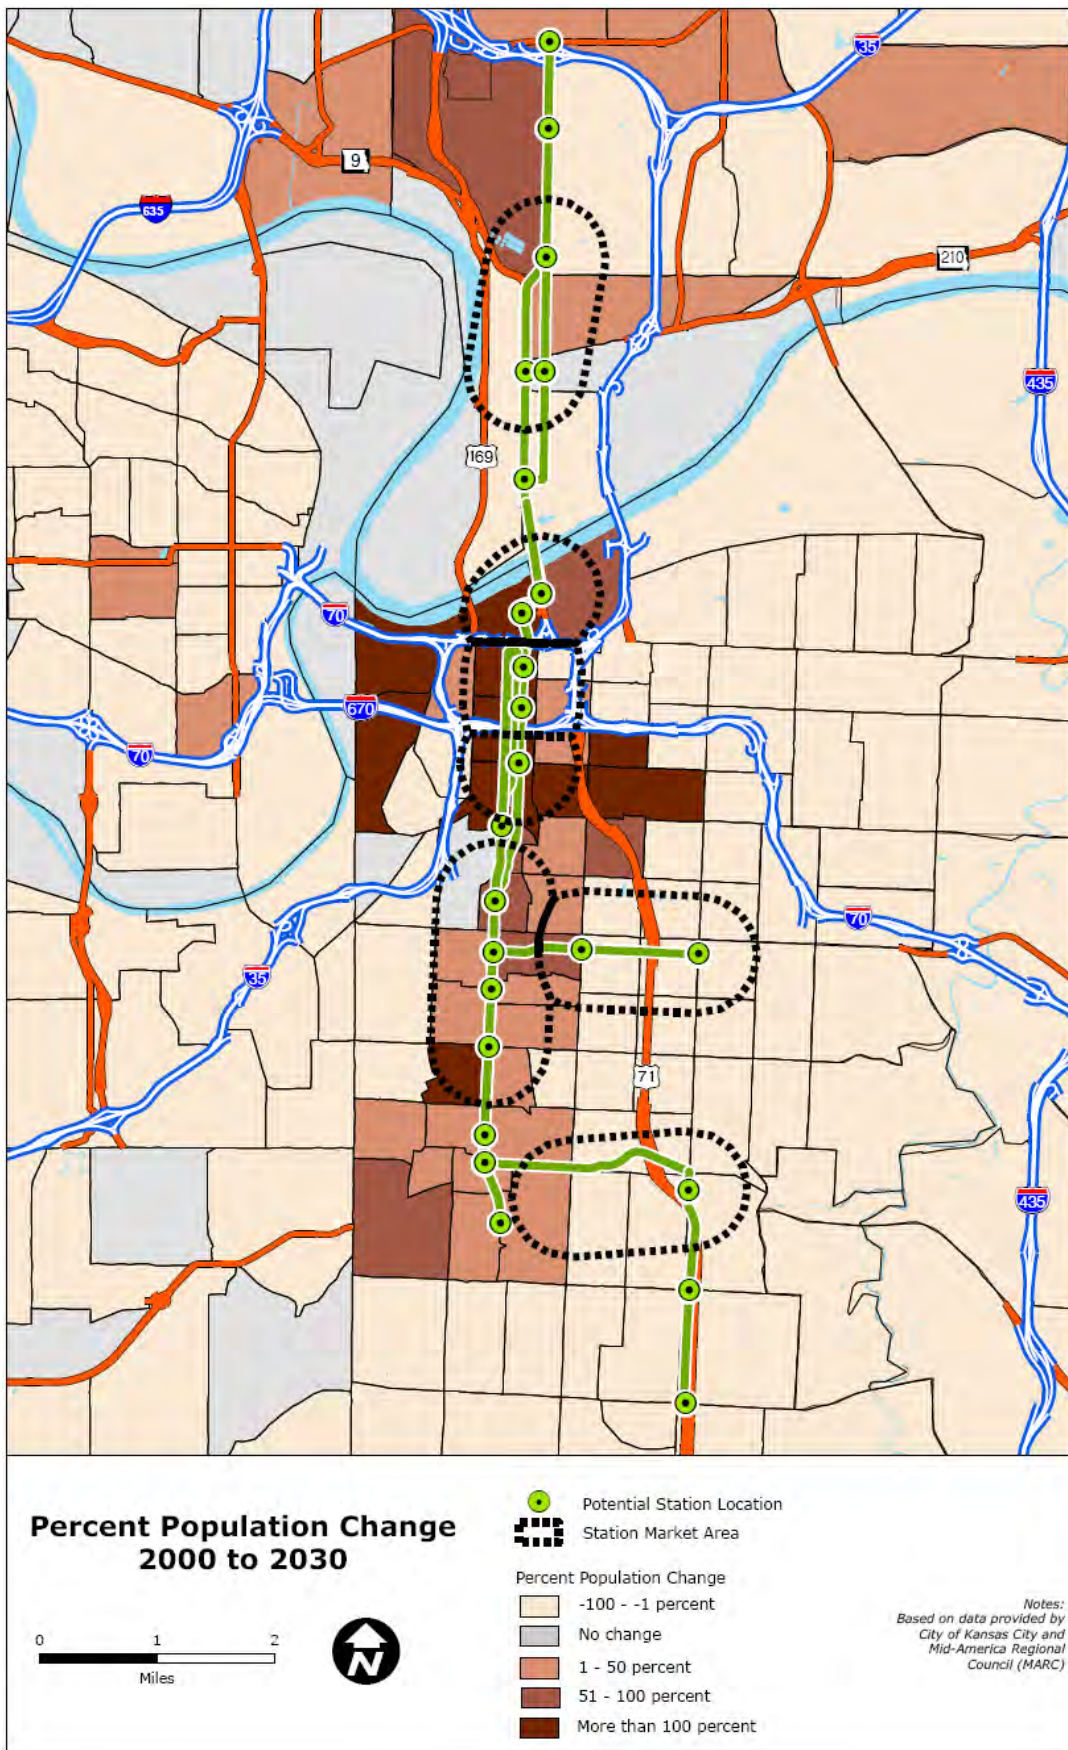 35
9
635
210
435
169
70
670
70
70
35
71
435
Percent Population Change
2000 to 2030
0 1 2
Miles
N
Potential Station Location
Station Market Area
Percent Population Change
-100 - -1 percent
No change
1 - 50 percent
51 - 100 percent
More than 100 percent
Notes:
Based on data provided by
City of Kansas City and
Mid-America Regional
Council (MARC)